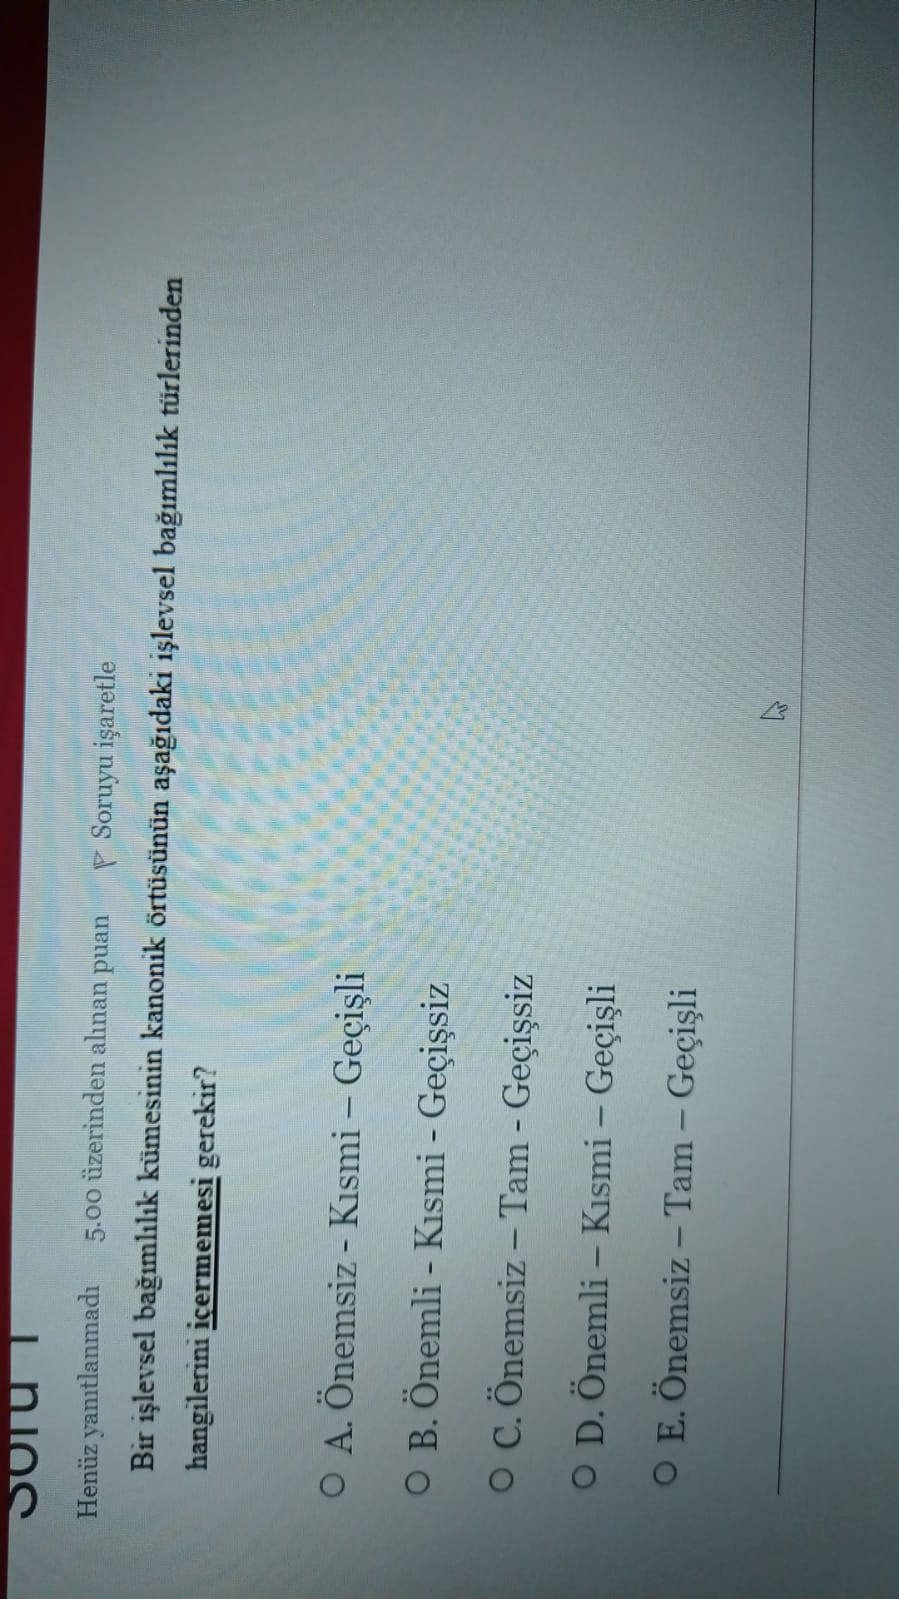 Soru 1
Henüz yanıtlanmadı 5.00 üzerinden alınan puan Soruyu işaretle
Bir işlevsel bağımlılık kümesinin kanonik örtüsünün aşağıdaki işlevsel bağımlılık türlerinden
hangilerini içermemesi gerekir?
A. Önemsiz - Kısmi – Geçişli
B. Önemli - Kısmi - Geçişsiz
C. Önemsiz – Tam - Geçişsiz
D. Önemli – Kısmi – Geçişli
E. Önemsiz – Tam – Geçişli